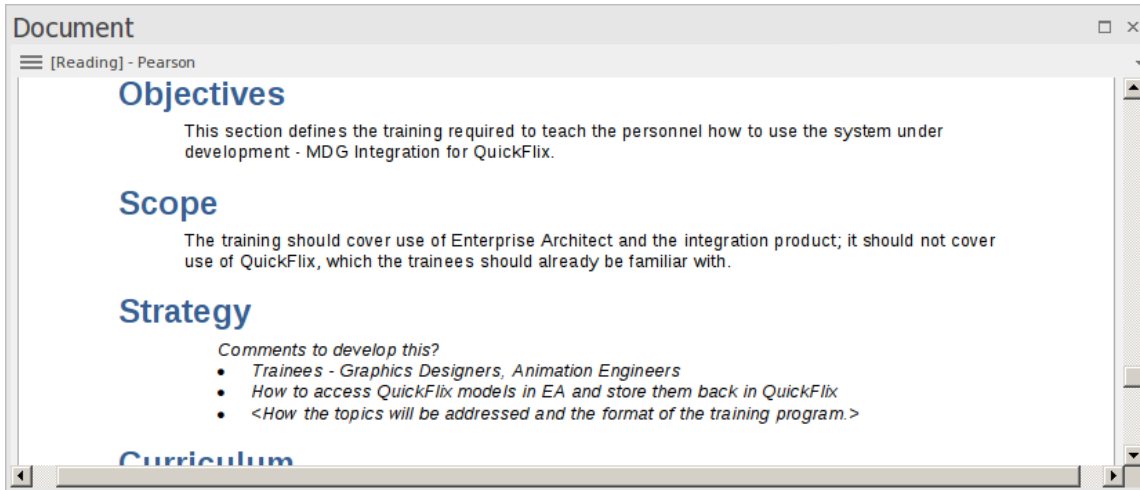 Document
[Reading] - Pearson
Objectives
This section defines the training required to teach the personnel how to use the system under
development - MDG Integration for QuickFlix.
Scope
The training should cover use of Enterprise Architect and the integration product; it should not cover
use of QuickFlix, which the trainees should already be familiar with.
Strategy
Comments to develop this?
• Trainees - Graphics Designers, Animation Engineers
• How to access QuickFlix models in EA and store them back in QuickFlix
• <How the topics will be addressed and the format of the training program.>
Curriculum